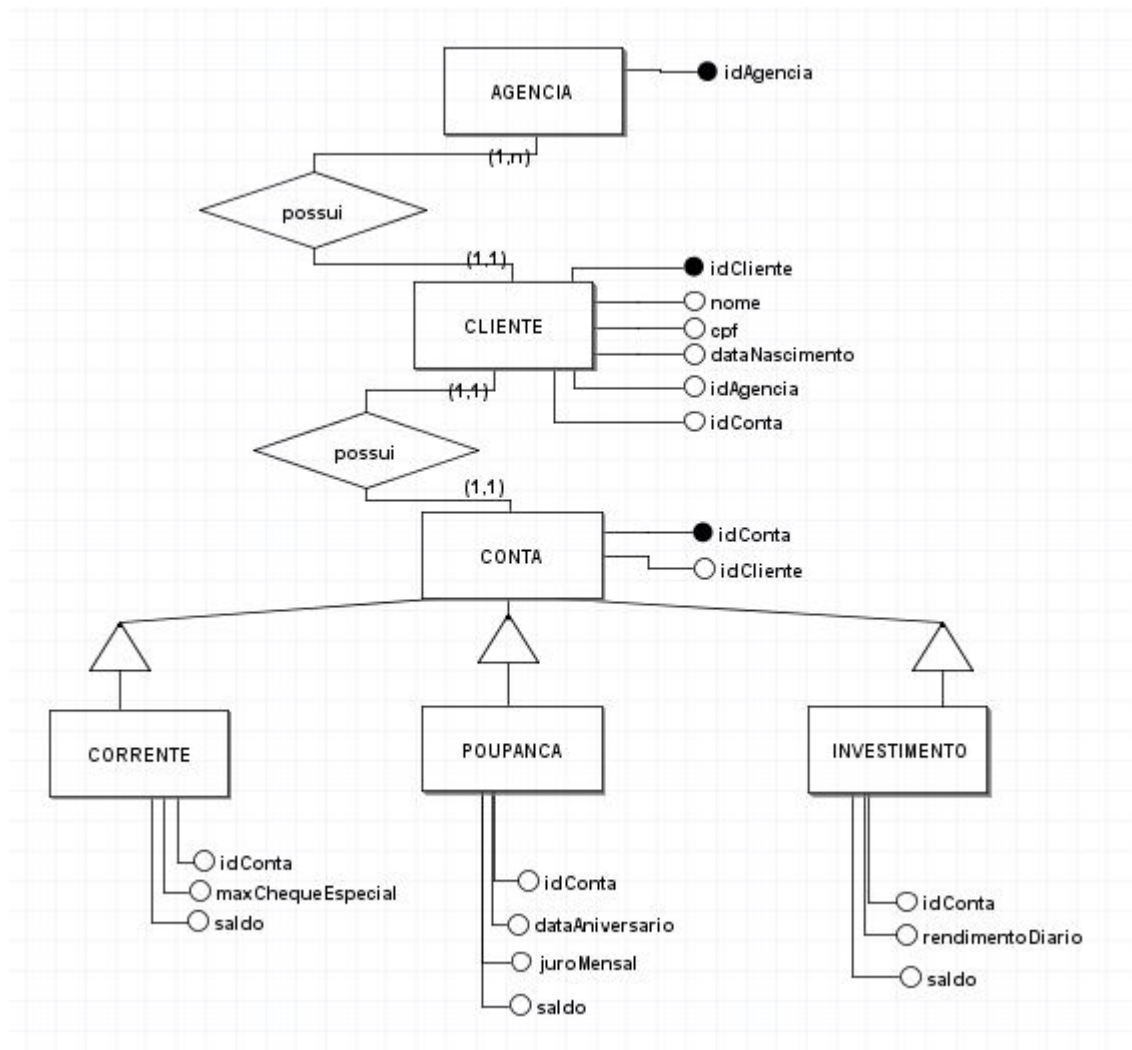 AGENCIA
idAgencia
(1,n)
possui
(1,1)
CLIENTE
idCliente
nome
cpf
dataNascimento
idAgencia
idConta
(1,1)
possui
(1,1)
CONTA
idConta
idCliente
CORRENTE
idConta
maxChequeEspecial
saldo
POUPANCA
idConta
dataAniversario
juroMensal
saldo
INVESTIMENTO
idConta
rendimentoDiario
saldo